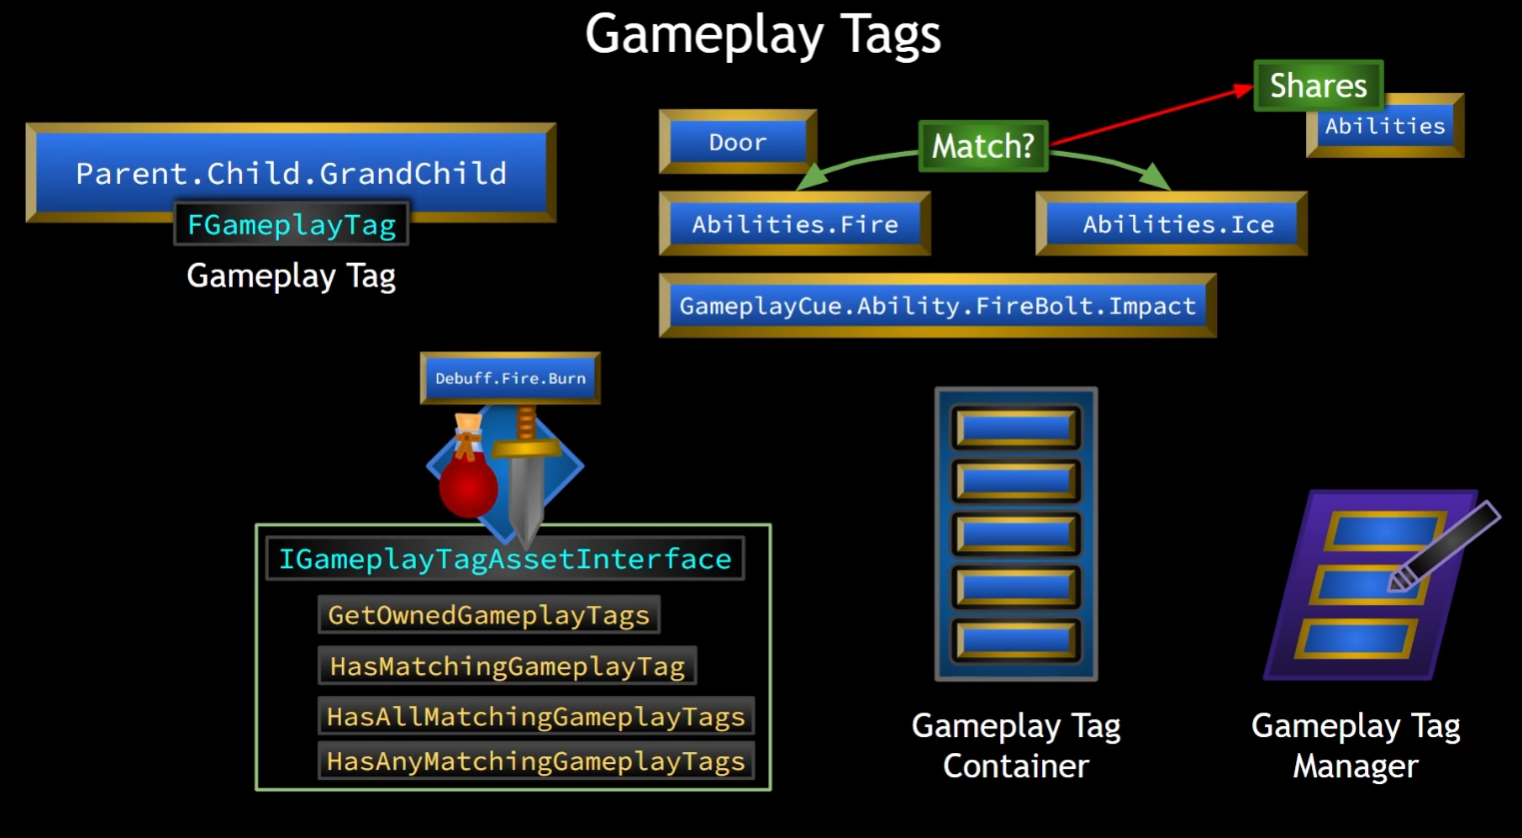 Gameplay Tags
Parent.Child.GrandChild
FGameplayTag
Gameplay Tag
Door
Match?
Shares
Abilities
Abilities.Fire
Abilities.Ice
GameplayCue.Ability.FireBolt.Impact
Debuff.Fire.Burn
IGameplayTagAssetInterface
GetOwnedGameplayTags
HasMatchingGameplayTag
HasAllMatchingGameplayTags
HasAnyMatchingGameplayTags
Gameplay Tag
Container
Gameplay Tag
Manager